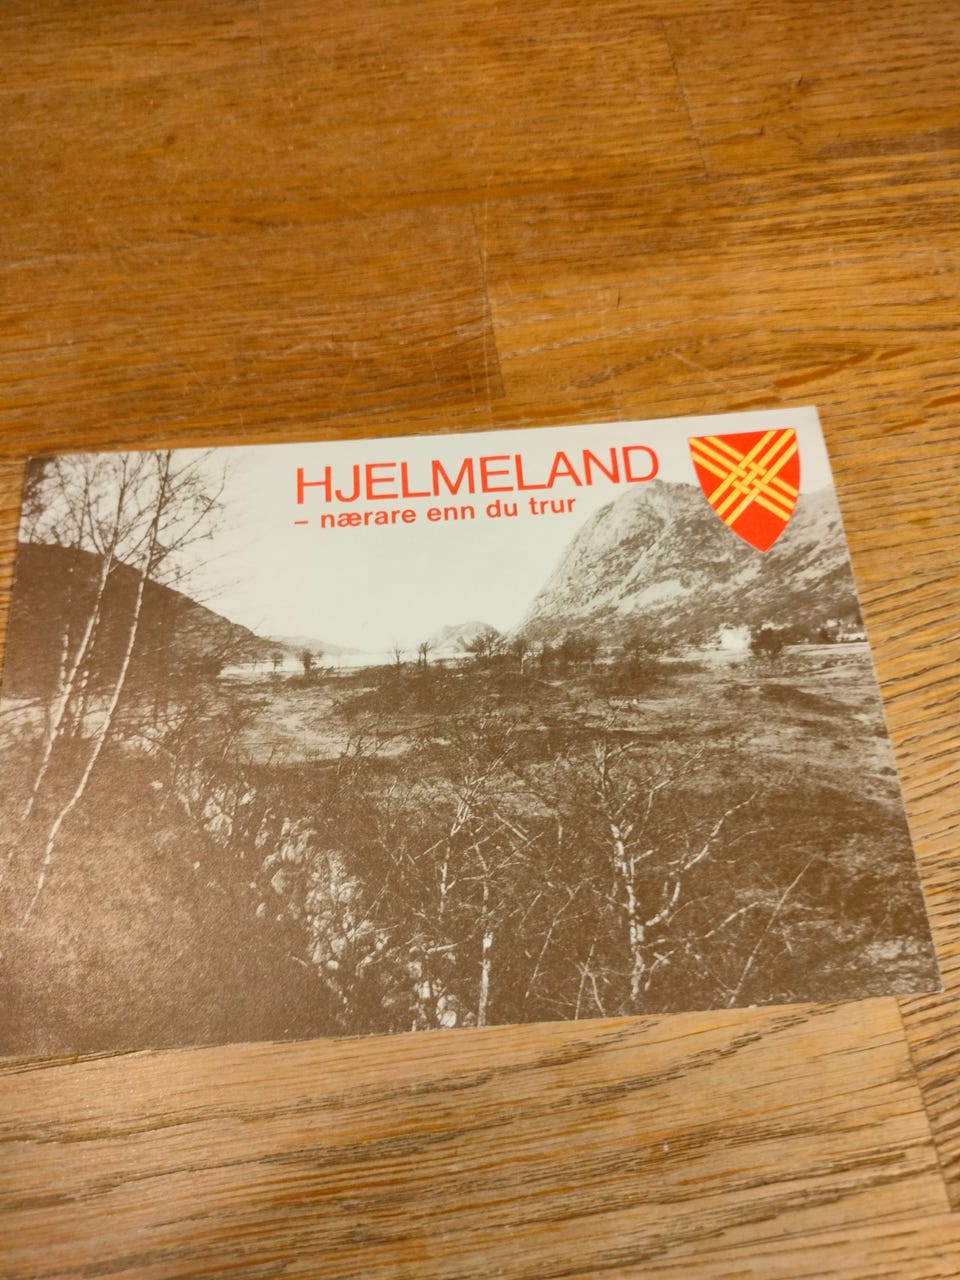 HJELMELAND
– nærare enn du trur